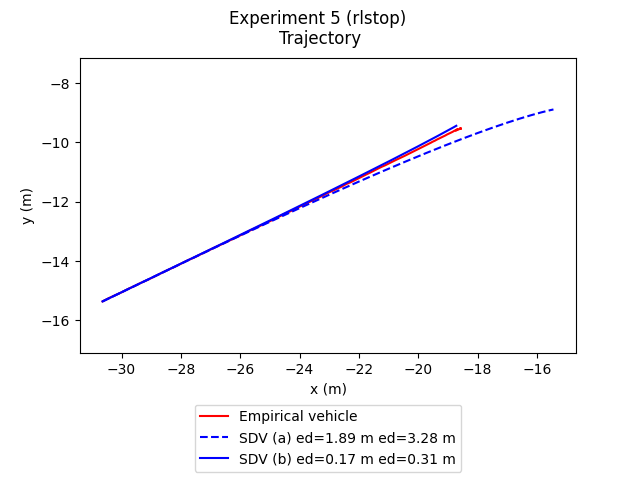 Experiment 5 (rlstop)
Trajectory
−8
−10
−12
−14
−16
y (m)
−30 −28 −26 −24 −22 −20 −18 −16
x (m)
Empirical vehicle
SDV (a) ed=1.89 m ed=3.28 m
SDV (b) ed=0.17 m ed=0.31 m